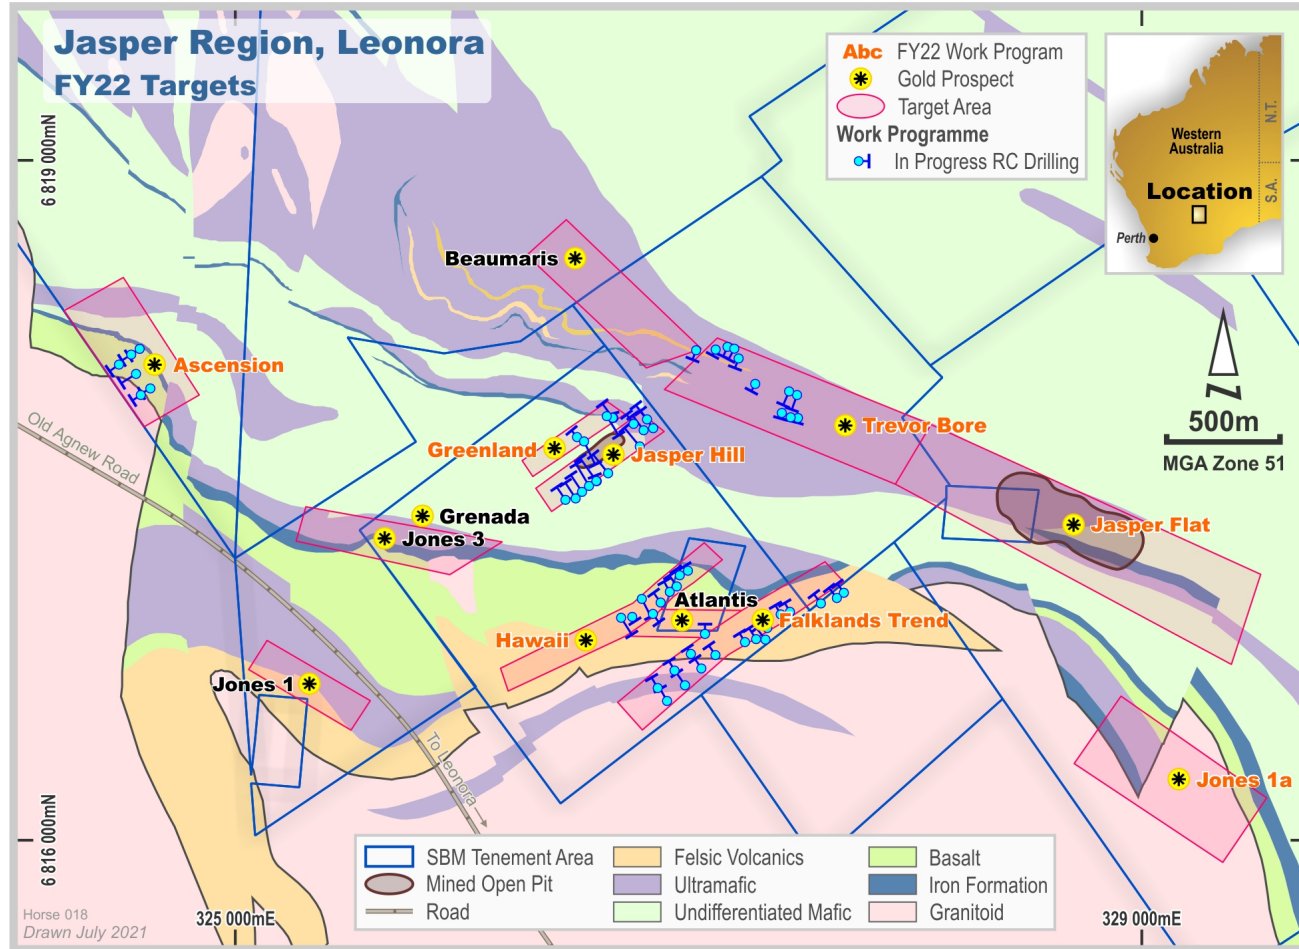 Jasper Region, Leonora
FY22 Targets
Abc FY22 Work Program
Gold Prospect
Target Area
Work Programme
In Progress RC Drilling
N.T.
S.A.
Western
Australia
Location
Perth
6 819 000mN
Beaumaris
Ascension
Old Agnew Road
Greenland
Jasper Hill
Trevor Bore
N
500m
MGA Zone 51
Grenada
Jones 3
Jasper Flat
Atlantis
Hawaii
Falklands Trend
Jones 1
To Leonora
Jones 1a
6 816 000mN
SBM Tenement Area
Mined Open Pit
Road
Felsic Volcanics
Ultramafic
Undifferentiated Mafic
Basalt
Iron Formation
Granitoid
Horse 018
Drawn July 2021
325 000mE
329 000mE